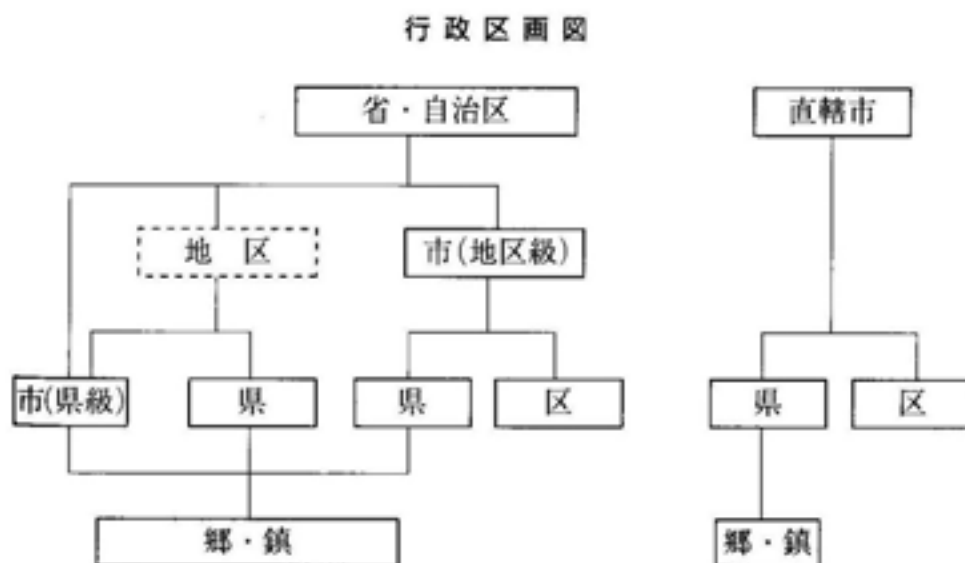 行政区画図
省・自治区
直轄市
地 区
市(地区級)
市(県級)
県
県
区
県
区
郷・鎮
郷・鎮